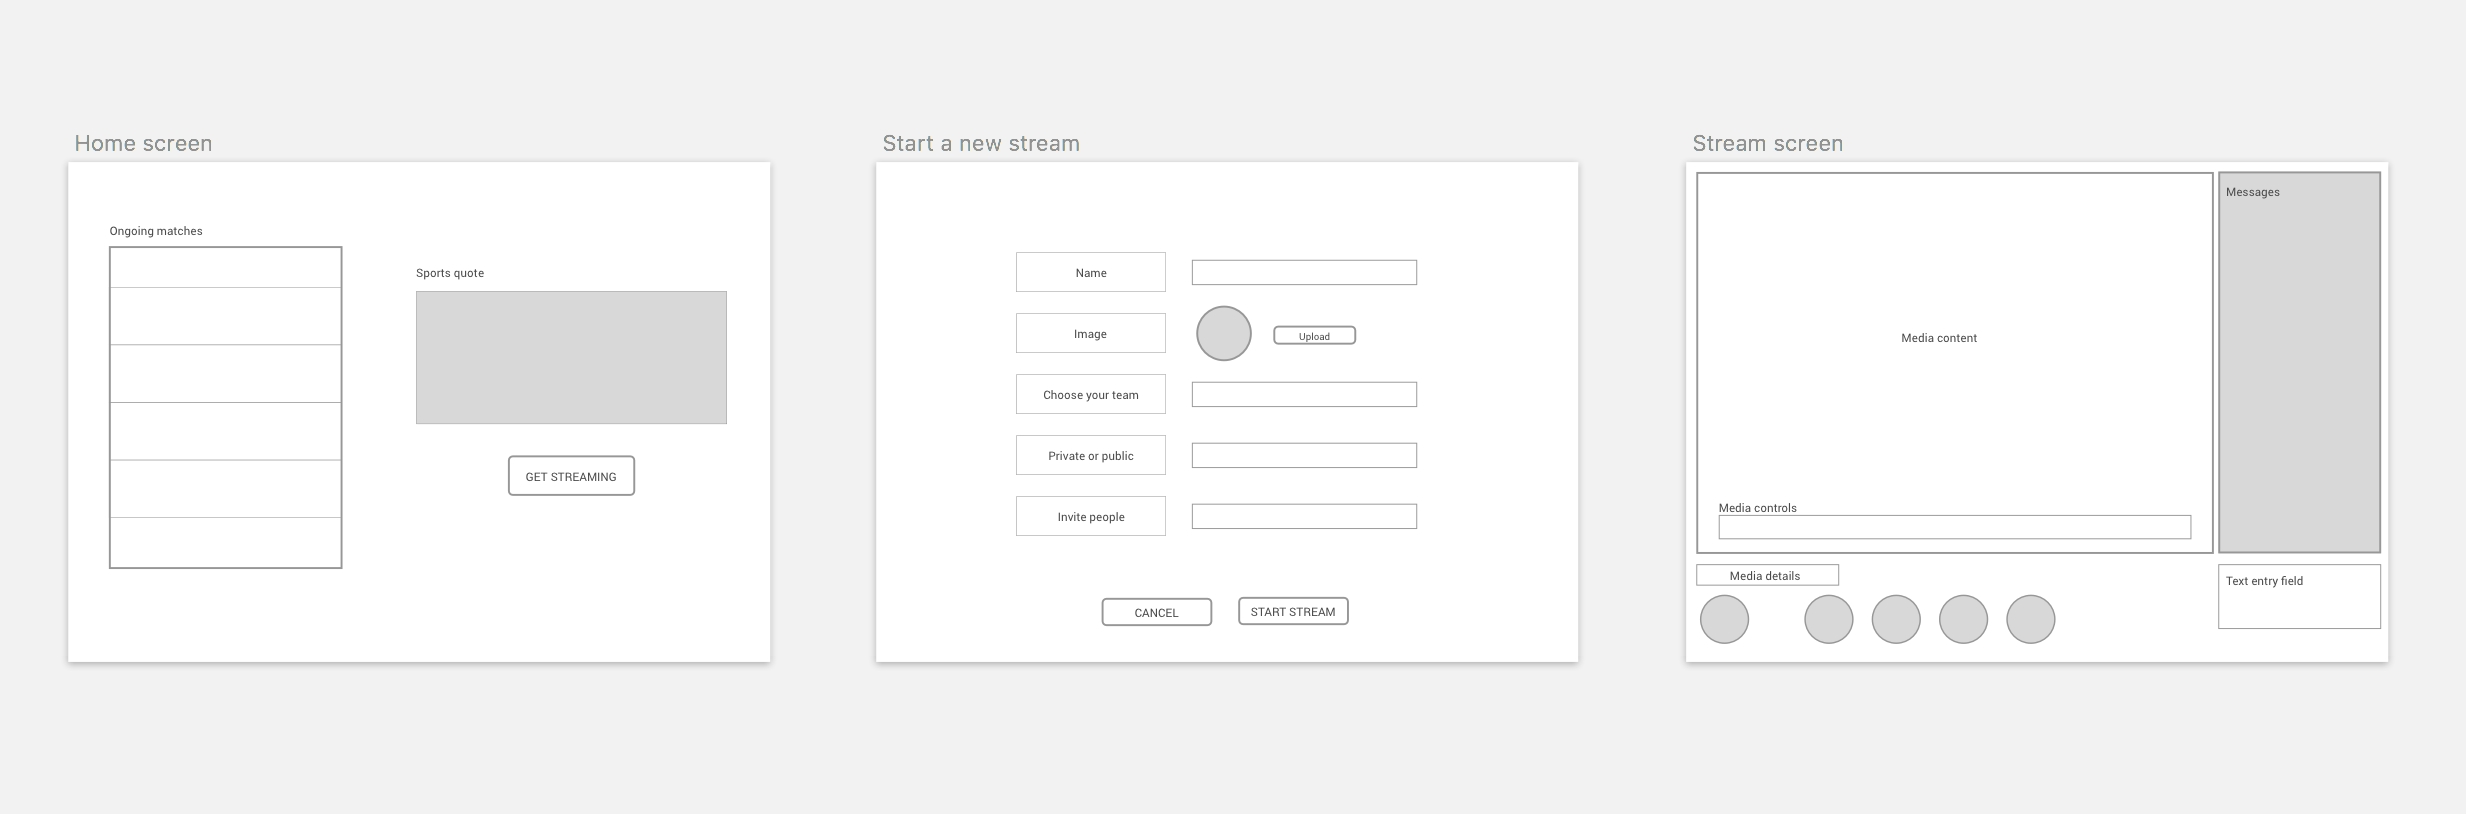 Home screen
Ongoing matches
Sports quote
GET STREAMING
Start a new stream
Name
Image
Upload
Choose your team
Private or public
Invite people
CANCEL
START STREAM
Stream screen
Messages
Media content
Media controls
Media details
Text entry field